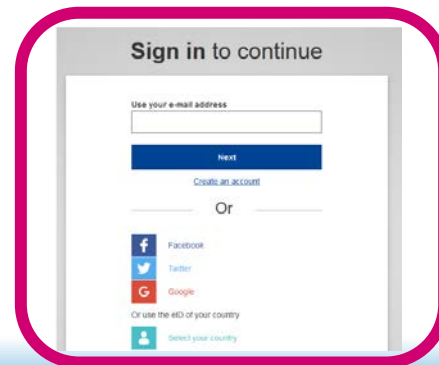 Sign in to continue
Use your e-mail address
Next
Create an account
Or
Facebook
Twitter
Google
Or use the eID of your country
Select your country